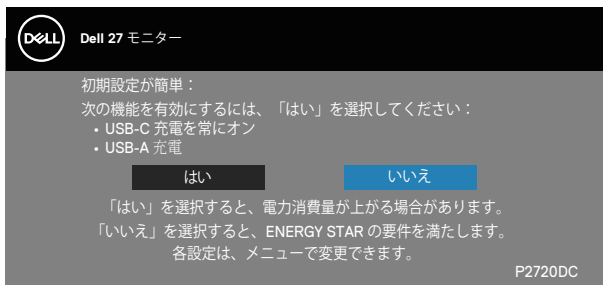 DELL Dell 27 モニター
初期設定が簡単：
次の機能を有効にするには、「はい」を選択してください：
• USB-C 充電を常にオン
• USB-A 充電
はい いいえ
「はい」を選択すると、電力消費量が上がる場合があります。
「いいえ」を選択すると、ENERGY STAR の要件を満たします。
各設定は、メニューで変更できます。
P2720DC